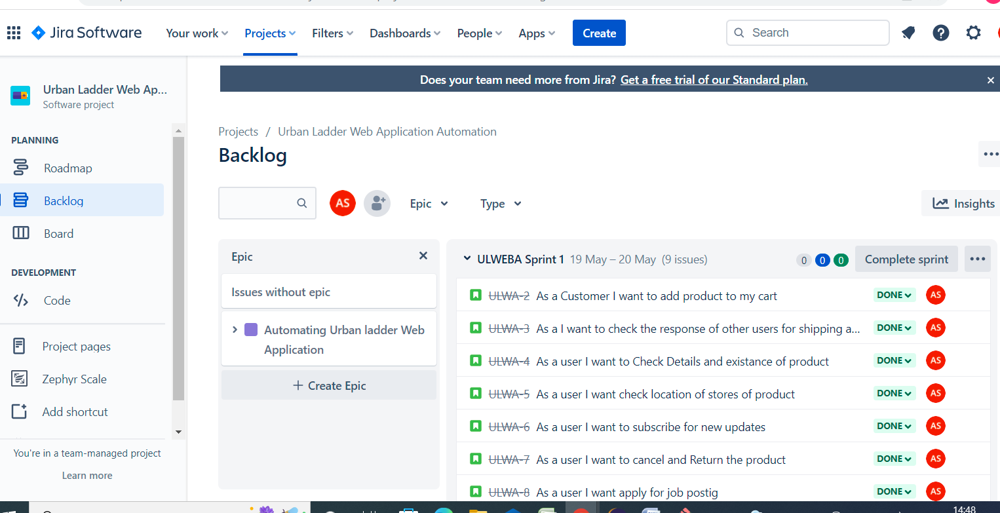 Jira Software
Your work
Projects
Filters
Dashboards
People
Apps
Create
Search
Urban Ladder Web Ap...
Software project
PLANNING
Roadmap
Backlog
Board
DEVELOPMENT
Code
Project pages
Zephyr Scale
Add shortcut
You're in a team-managed project
Learn more
Does your team need more from Jira? Get a free trial of our Standard plan.
Projects / Urban Ladder Web Application Automation
Backlog
AS
Epic
Type
Insights
Epic
Issues without epic
Automating Urban ladder Web
Application
+ Create Epic
ULWEBA Sprint 1 19 May – 20 May (9 issues) 0 0 0 Complete sprint
ULWA-2 As a Customer I want to add product to my cart DONE AS
ULWA-3 As a I want to check the response of other users for shipping a... DONE AS
ULWA-4 As a user I want to Check Details and existance of product DONE AS
ULWA-5 As a user I want check location of stores of product DONE AS
ULWA-6 As a user I want to subscribe for new updates DONE AS
ULWA-7 As a user I want to cancel and Return the product DONE AS
ULWA-8 As a user I want apply for job postig DONE AS
14:48